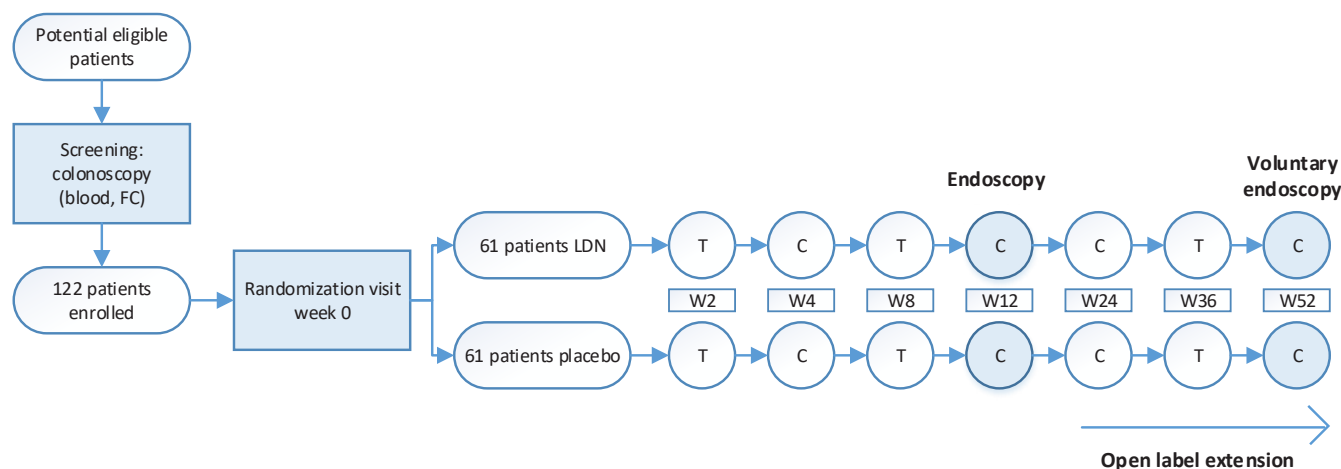 Potential eligible
patients
Screening:
colonoscopy
(blood, FC)
122 patients
enrolled
Randomization visit
week 0
61 patients LDN
61 patients placebo
Endoscopy
Voluntary
endoscopy
T
C
T
C
C
T
C
W2
W4
W8
W12
W24
W36
W52
T
C
T
C
C
T
C
Open label extension